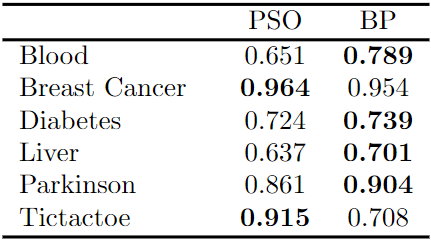 PSO BP
Blood 0.651 0.789
Breast Cancer 0.964 0.954
Diabetes 0.724 0.739
Liver 0.637 0.701
Parkinson 0.861 0.904
Tictactoe 0.915 0.708